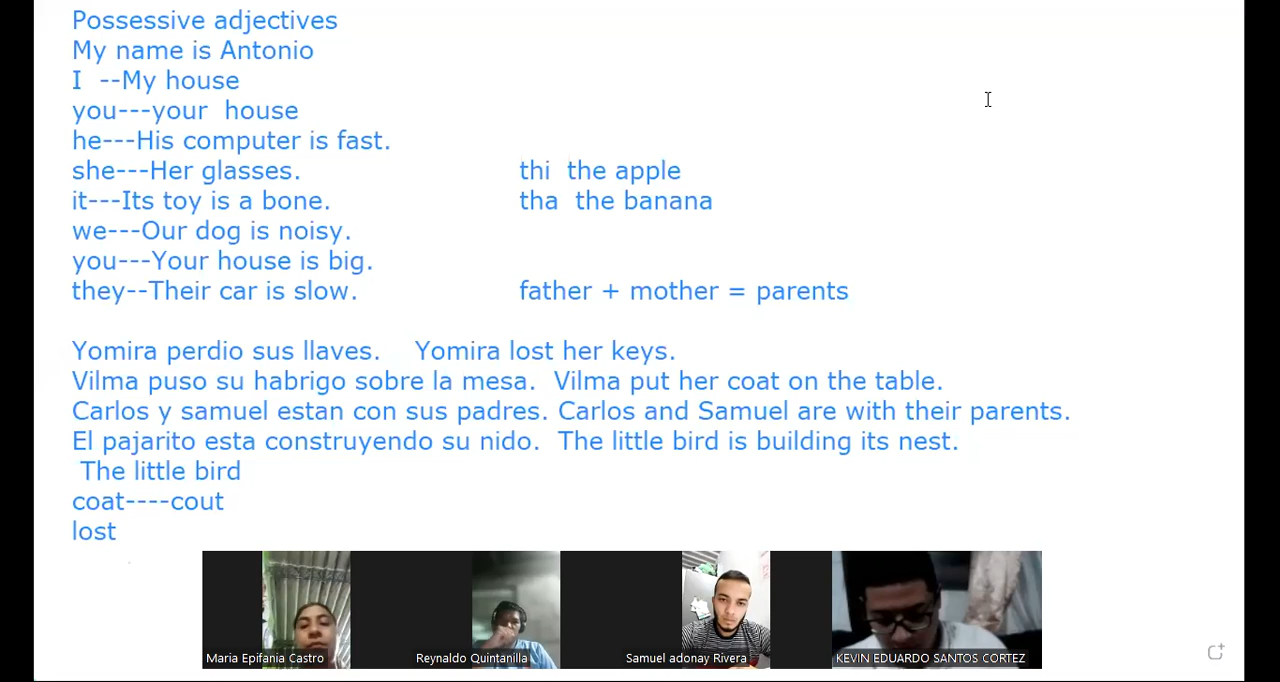 Possessive adjectives
My name is Antonio
I  --My house
you---your  house
he---His computer is fast.
she---Her glasses.    thi  the apple
it---Its toy is a bone.    tha  the banana
we---Our dog is noisy.
you---Your house is big.
they--Their car is slow.    father + mother = parents
Yomira perdio sus llaves.    Yomira lost her keys.
Vilma puso su habrigo sobre la mesa.  Vilma put her coat on the table.
Carlos y samuel estan con sus padres. Carlos and Samuel are with their parents.
El pajarito esta construyendo su nido.  The little bird is building its nest.
The little bird
coat----cout
lost
Maria Epifania Castro    Reynaldo Quintanilla    Samuel adonay Rivera    KEVIN EDUARDO SANTOS CORTEZ